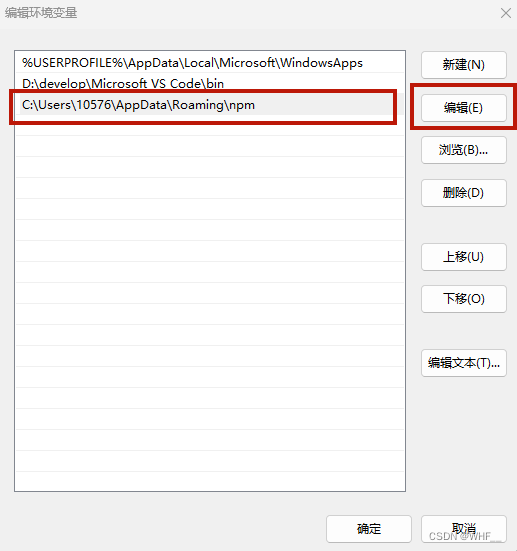 编辑环境变量
%USERPROFILE%\AppData\Local\Microsoft\WindowsApps
D:\develop\Microsoft VS Code\bin
C:\Users\10576\AppData\Roaming\npm
新建(N)
编辑(E)
浏览(B)...
删除(D)
上移(U)
下移(O)
编辑文本(T)...
确定
取消
CSDN @WHF__